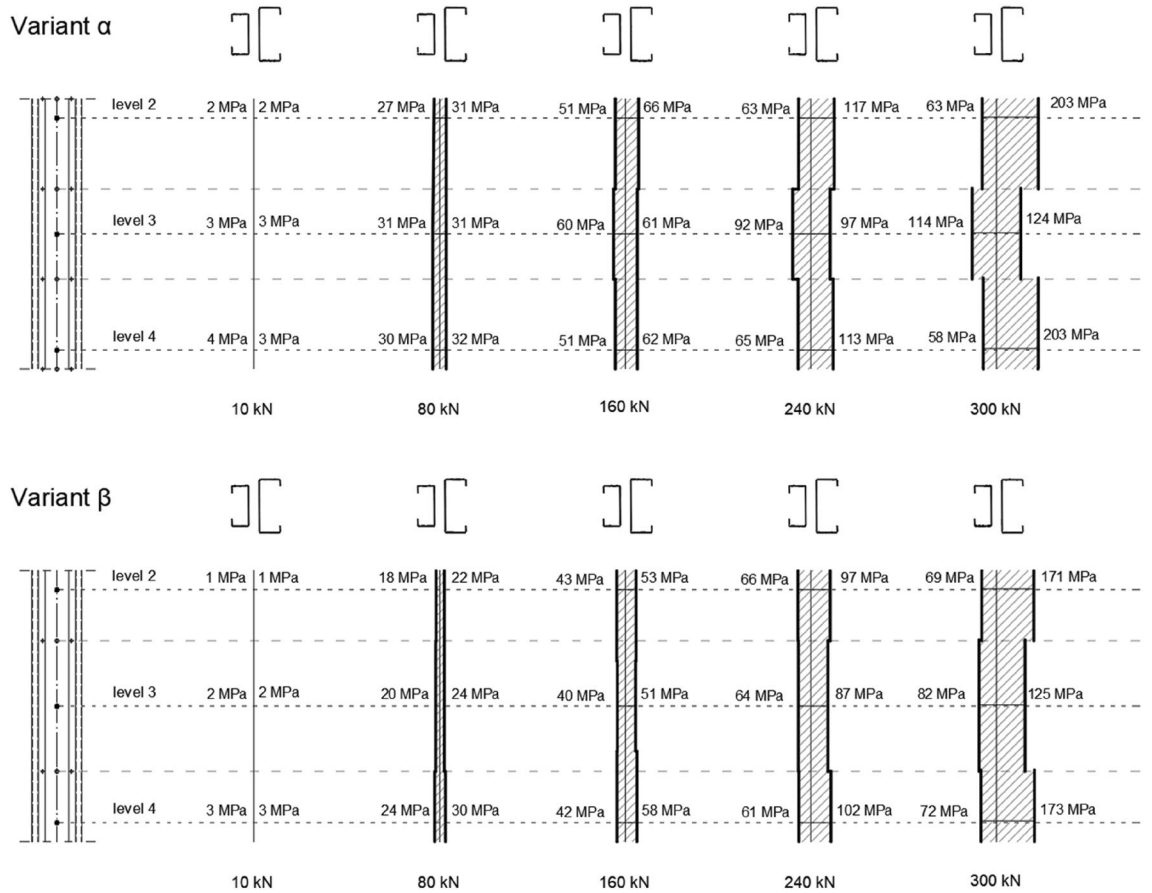 Variant α
level 2 2 MPa 2 MPa 27 MPa 31 MPa 51 MPa 66 MPa 63 MPa 117 MPa 63 MPa 203 MPa
level 3 3 MPa 3 MPa 31 MPa 31 MPa 60 MPa 61 MPa 92 MPa 97 MPa 114 MPa 124 MPa
level 4 4 MPa 3 MPa 30 MPa 32 MPa 51 MPa 62 MPa 65 MPa 113 MPa 58 MPa 203 MPa
10 kN 80 kN 160 kN 240 kN 300 kN
Variant β
level 2 1 MPa 1 MPa 18 MPa 22 MPa 43 MPa 53 MPa 66 MPa 97 MPa 69 MPa 171 MPa
level 3 2 MPa 2 MPa 20 MPa 24 MPa 40 MPa 51 MPa 64 MPa 87 MPa 82 MPa 125 MPa
level 4 3 MPa 3 MPa 24 MPa 30 MPa 42 MPa 58 MPa 61 MPa 102 MPa 72 MPa 173 MPa
10 kN 80 kN 160 kN 240 kN 300 kN